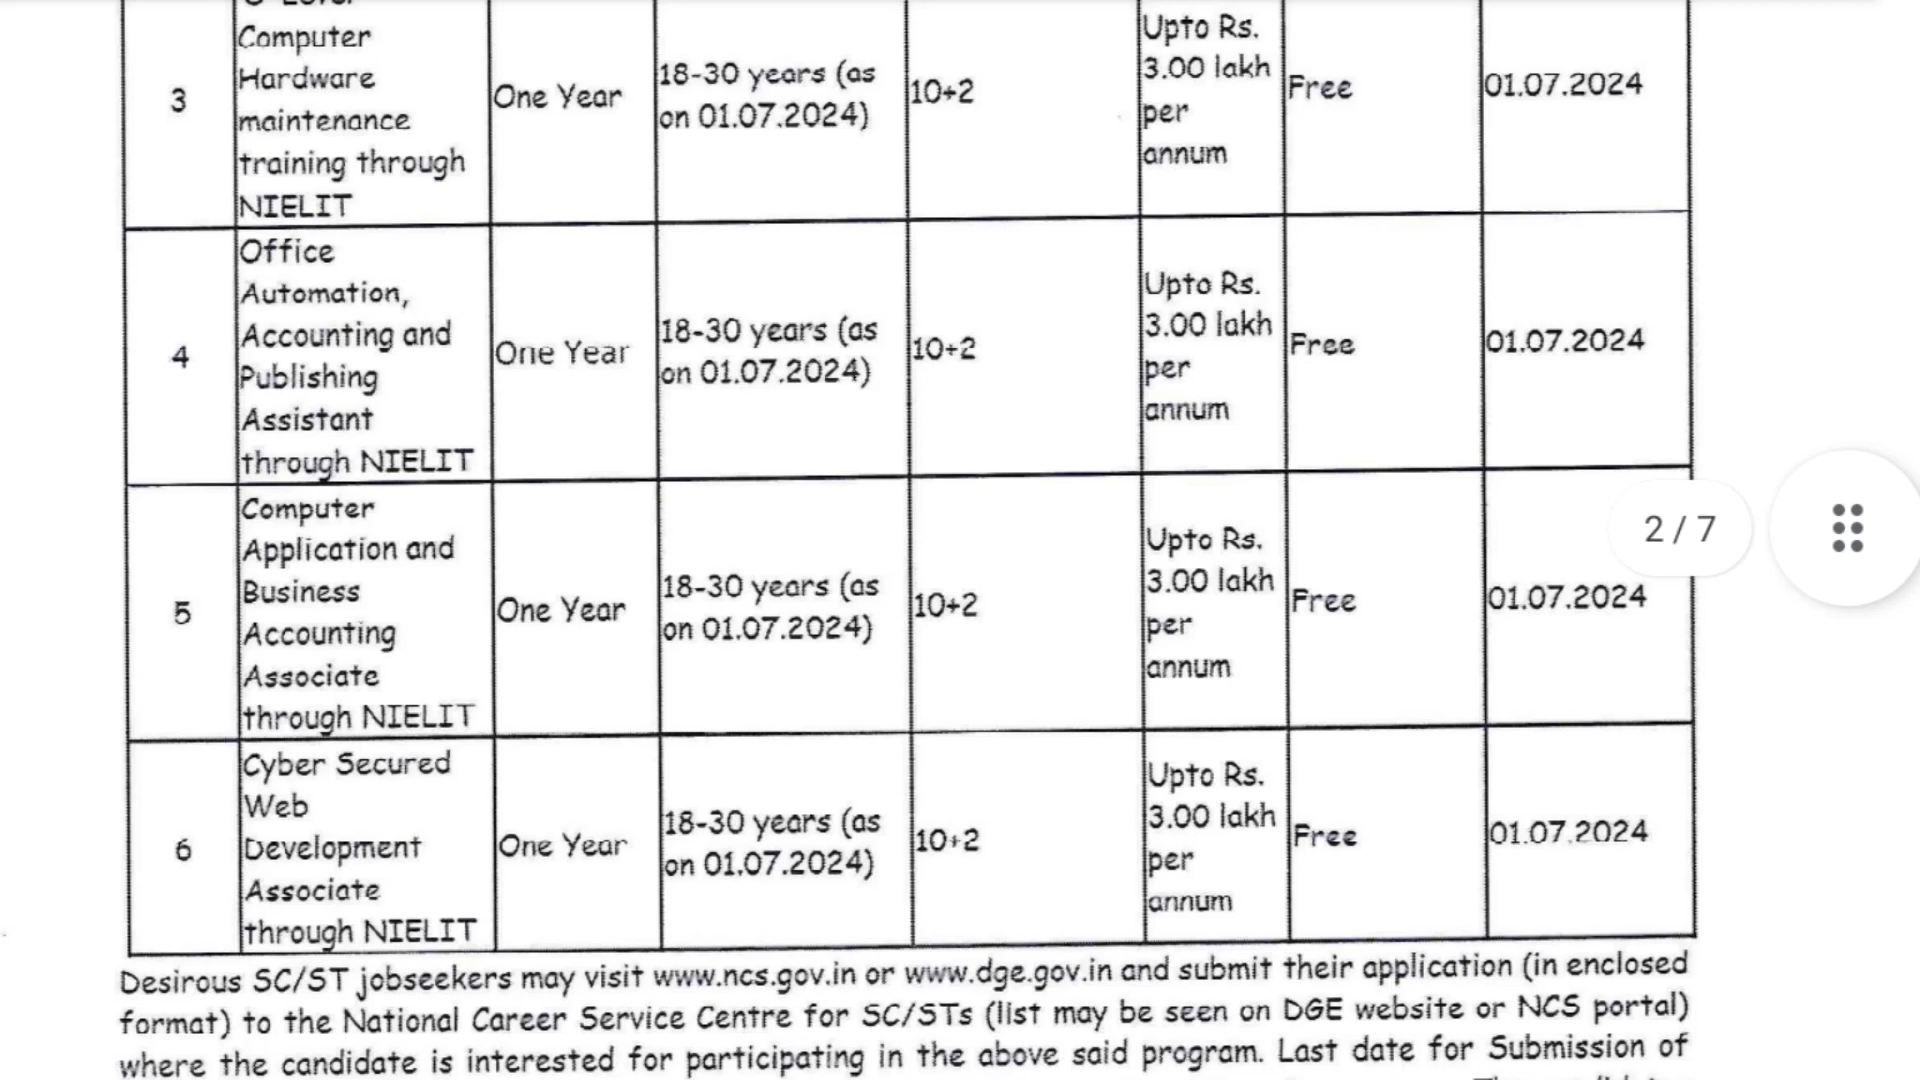 Computer
Hardware
maintenance
training through
NIELIT
3
One Year
18-30 years (as
on 01.07.2024)
10+2
Upto Rs.
3.00 lakh
per
annum
Free
01.07.2024
4
Office
Automation,
Accounting and
Publishing
Assistant
through NIELIT
One Year
18-30 years (as
on 01.07.2024)
10+2
Upto Rs.
3.00 lakh
per
annum
Free
01.07.2024
5
Computer
Application and
Business
Accounting
Associate
through NIELIT
One Year
18-30 years (as
on 01.07.2024)
10+2
Upto Rs.
3.00 lakh
per
annum
Free
01.07.2024
2 / 7
6
Cyber Secured
Web
Development
Associate
through NIELIT
One Year
18-30 years (as
on 01.07.2024)
10+2
Upto Rs.
3.00 lakh
per
annum
Free
01.07.2024
Desirous SC/ST jobseekers may visit www.ncs.gov.in or www.dge.gov.in and submit their application (in enclosed
format) to the National Career Service Centre for SC/STs (list may be seen on DGE website or NCS portal)
where the candidate is interested for participating in the above said program. Last date for Submission of